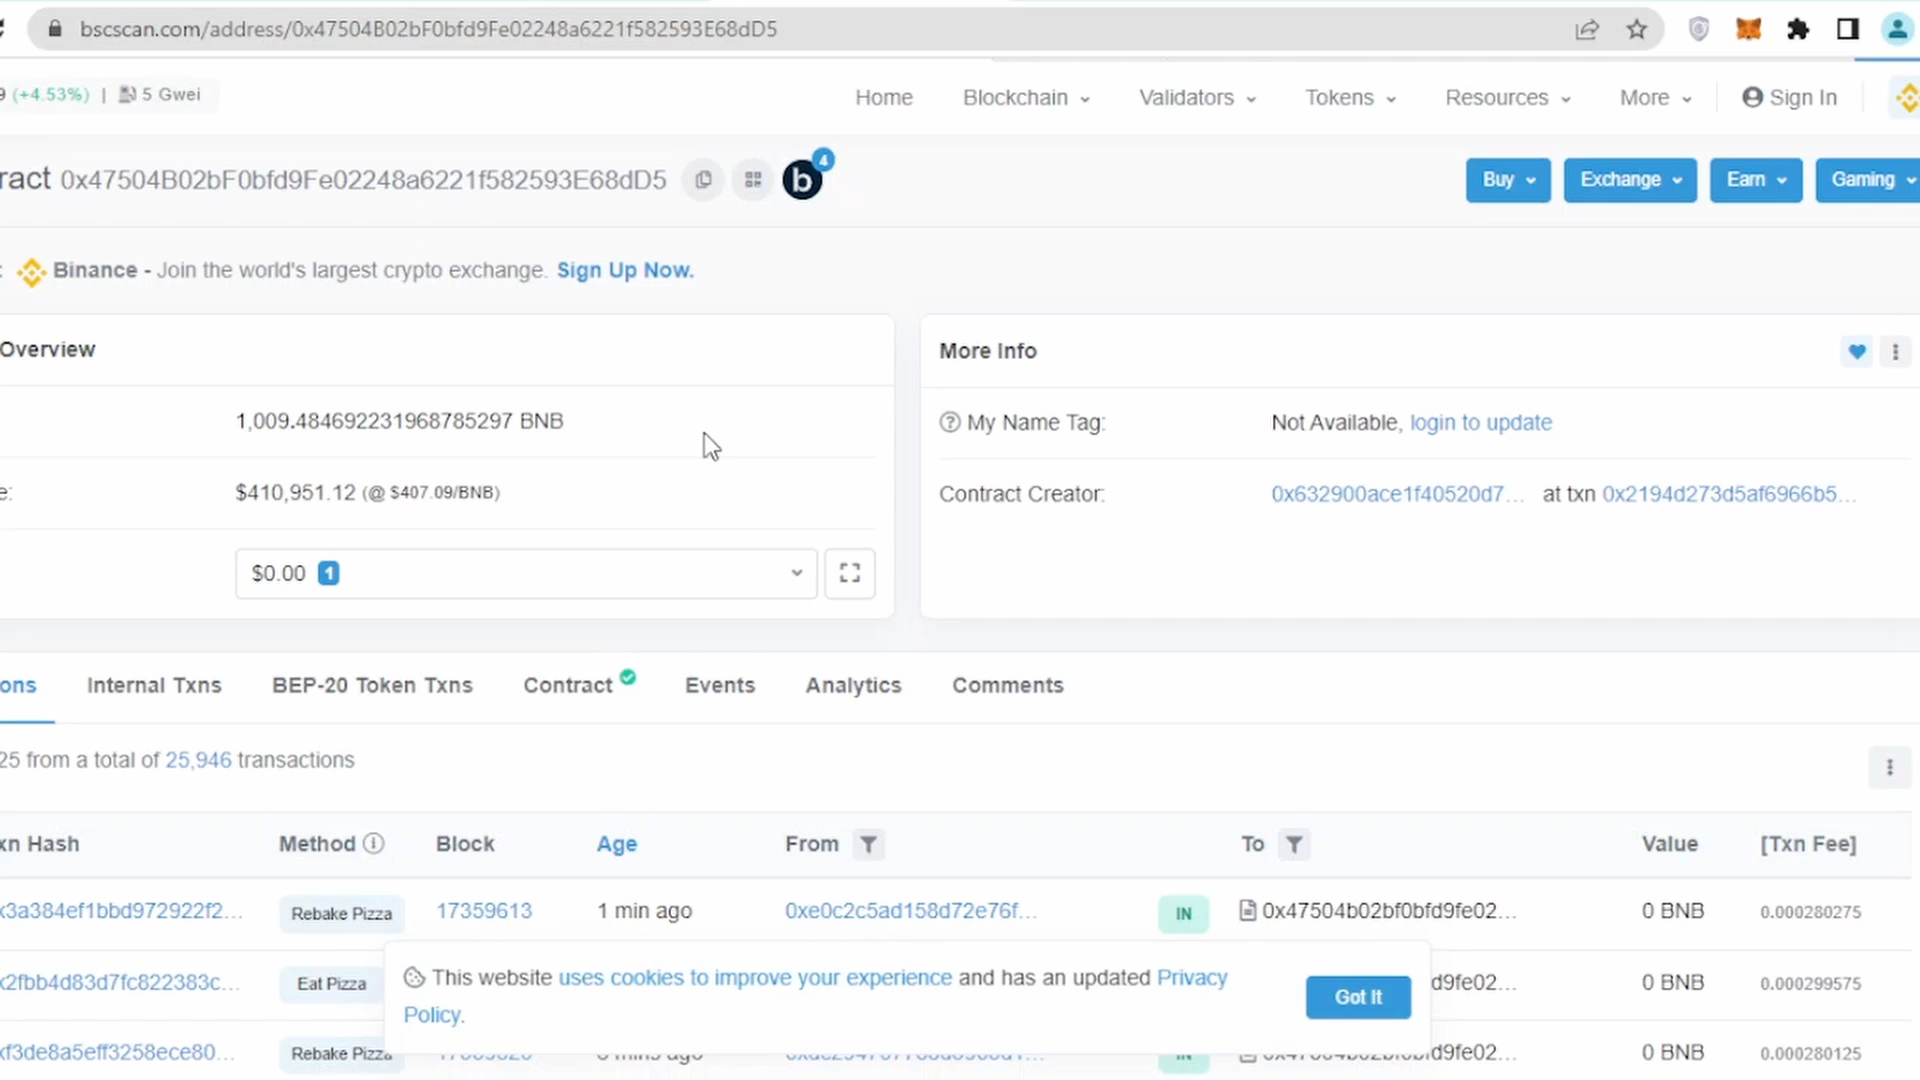 bscscan.com/address/0x47504B02bF0bfd9Fe02248a6221f582593E68dD5
9 (+4.53%) | 5 Gwei
Home Blockchain Validators Tokens Resources More Sign In
ract 0x47504B02bF0bfd9Fe02248a6221f582593E68dD5 b 4
Buy Exchange Earn Gaming
: Binance - Join the world's largest crypto exchange. Sign Up Now.
Overview
More Info
1,009.484692231968785297 BNB
My Name Tag: Not Available, login to update
e: $410,951.12 (@ $407.09/BNB)
Contract Creator: 0x632900ace1f40520d7... at txn 0x2194d273d5af6966b5...
$0.00 1
ons Internal Txns BEP-20 Token Txns Contract Events Analytics Comments
25 from a total of 25,946 transactions
xn Hash Method Block Age From To Value [Txn Fee]
x3a384ef1bbd972922f2... Rebake Pizza 17359613 1 min ago 0xe0c2c5ad158d72e76f... IN 0x47504b02bf0bfd9fe02... 0 BNB 0.000280275
x2fbb4d83d7fc822383c... Eat Pizza d9fe02... 0 BNB 0.000299575
This website uses cookies to improve your experience and has an updated Privacy
Policy.
Got It
xf3de8a5eff3258ece80... Rebake Pizza d9fe02... 0 BNB 0.000280125